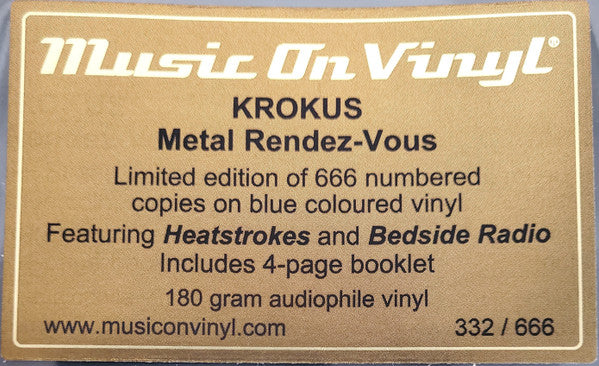 Music On Vinyl®
KROKUS
Metal Rendez-Vous
Limited edition of 666 numbered
copies on blue coloured vinyl
Featuring Heatstrokes and Bedside Radio
Includes 4-page booklet
180 gram audiophile vinyl
www.musiconvinyl.com 332 / 666